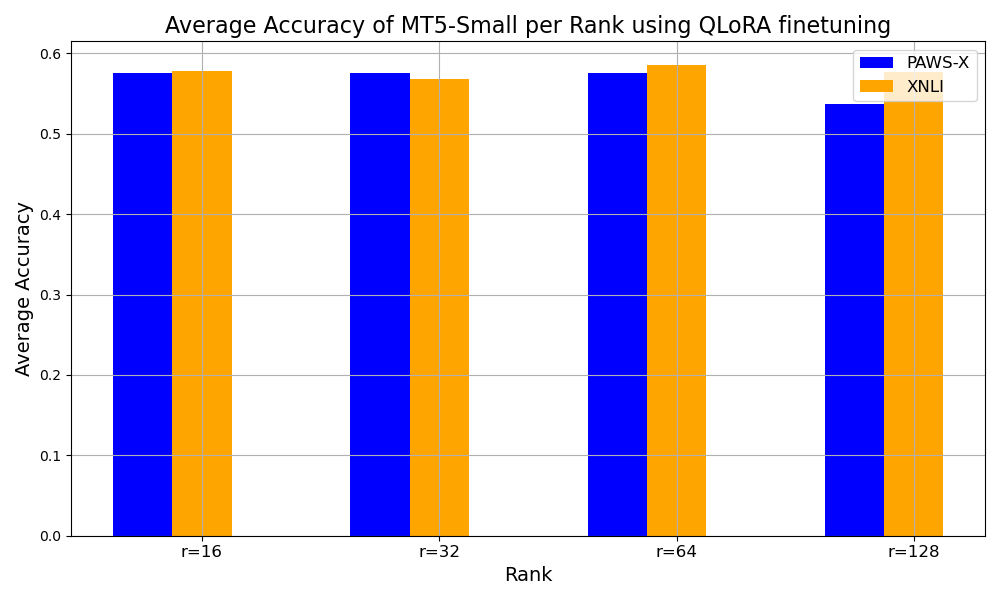 Average Accuracy of MT5-Small per Rank using QLoRA finetuning
PAWS-X
XNLI
Average Accuracy
0.6
0.5
0.4
0.3
0.2
0.1
0.0
r=16 r=32 r=64 r=128
Rank